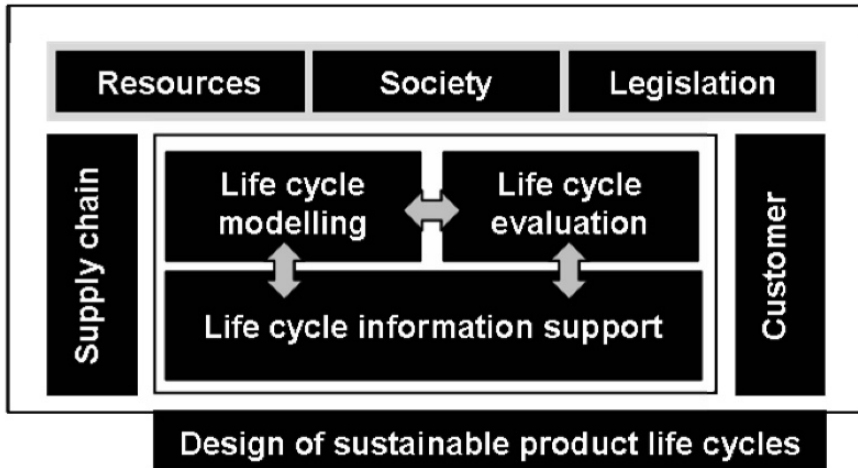 Resources
Society
Legislation
Supply chain
Life cycle
modelling
Life cycle
evaluation
Life cycle information support
Customer
Design of sustainable product life cycles